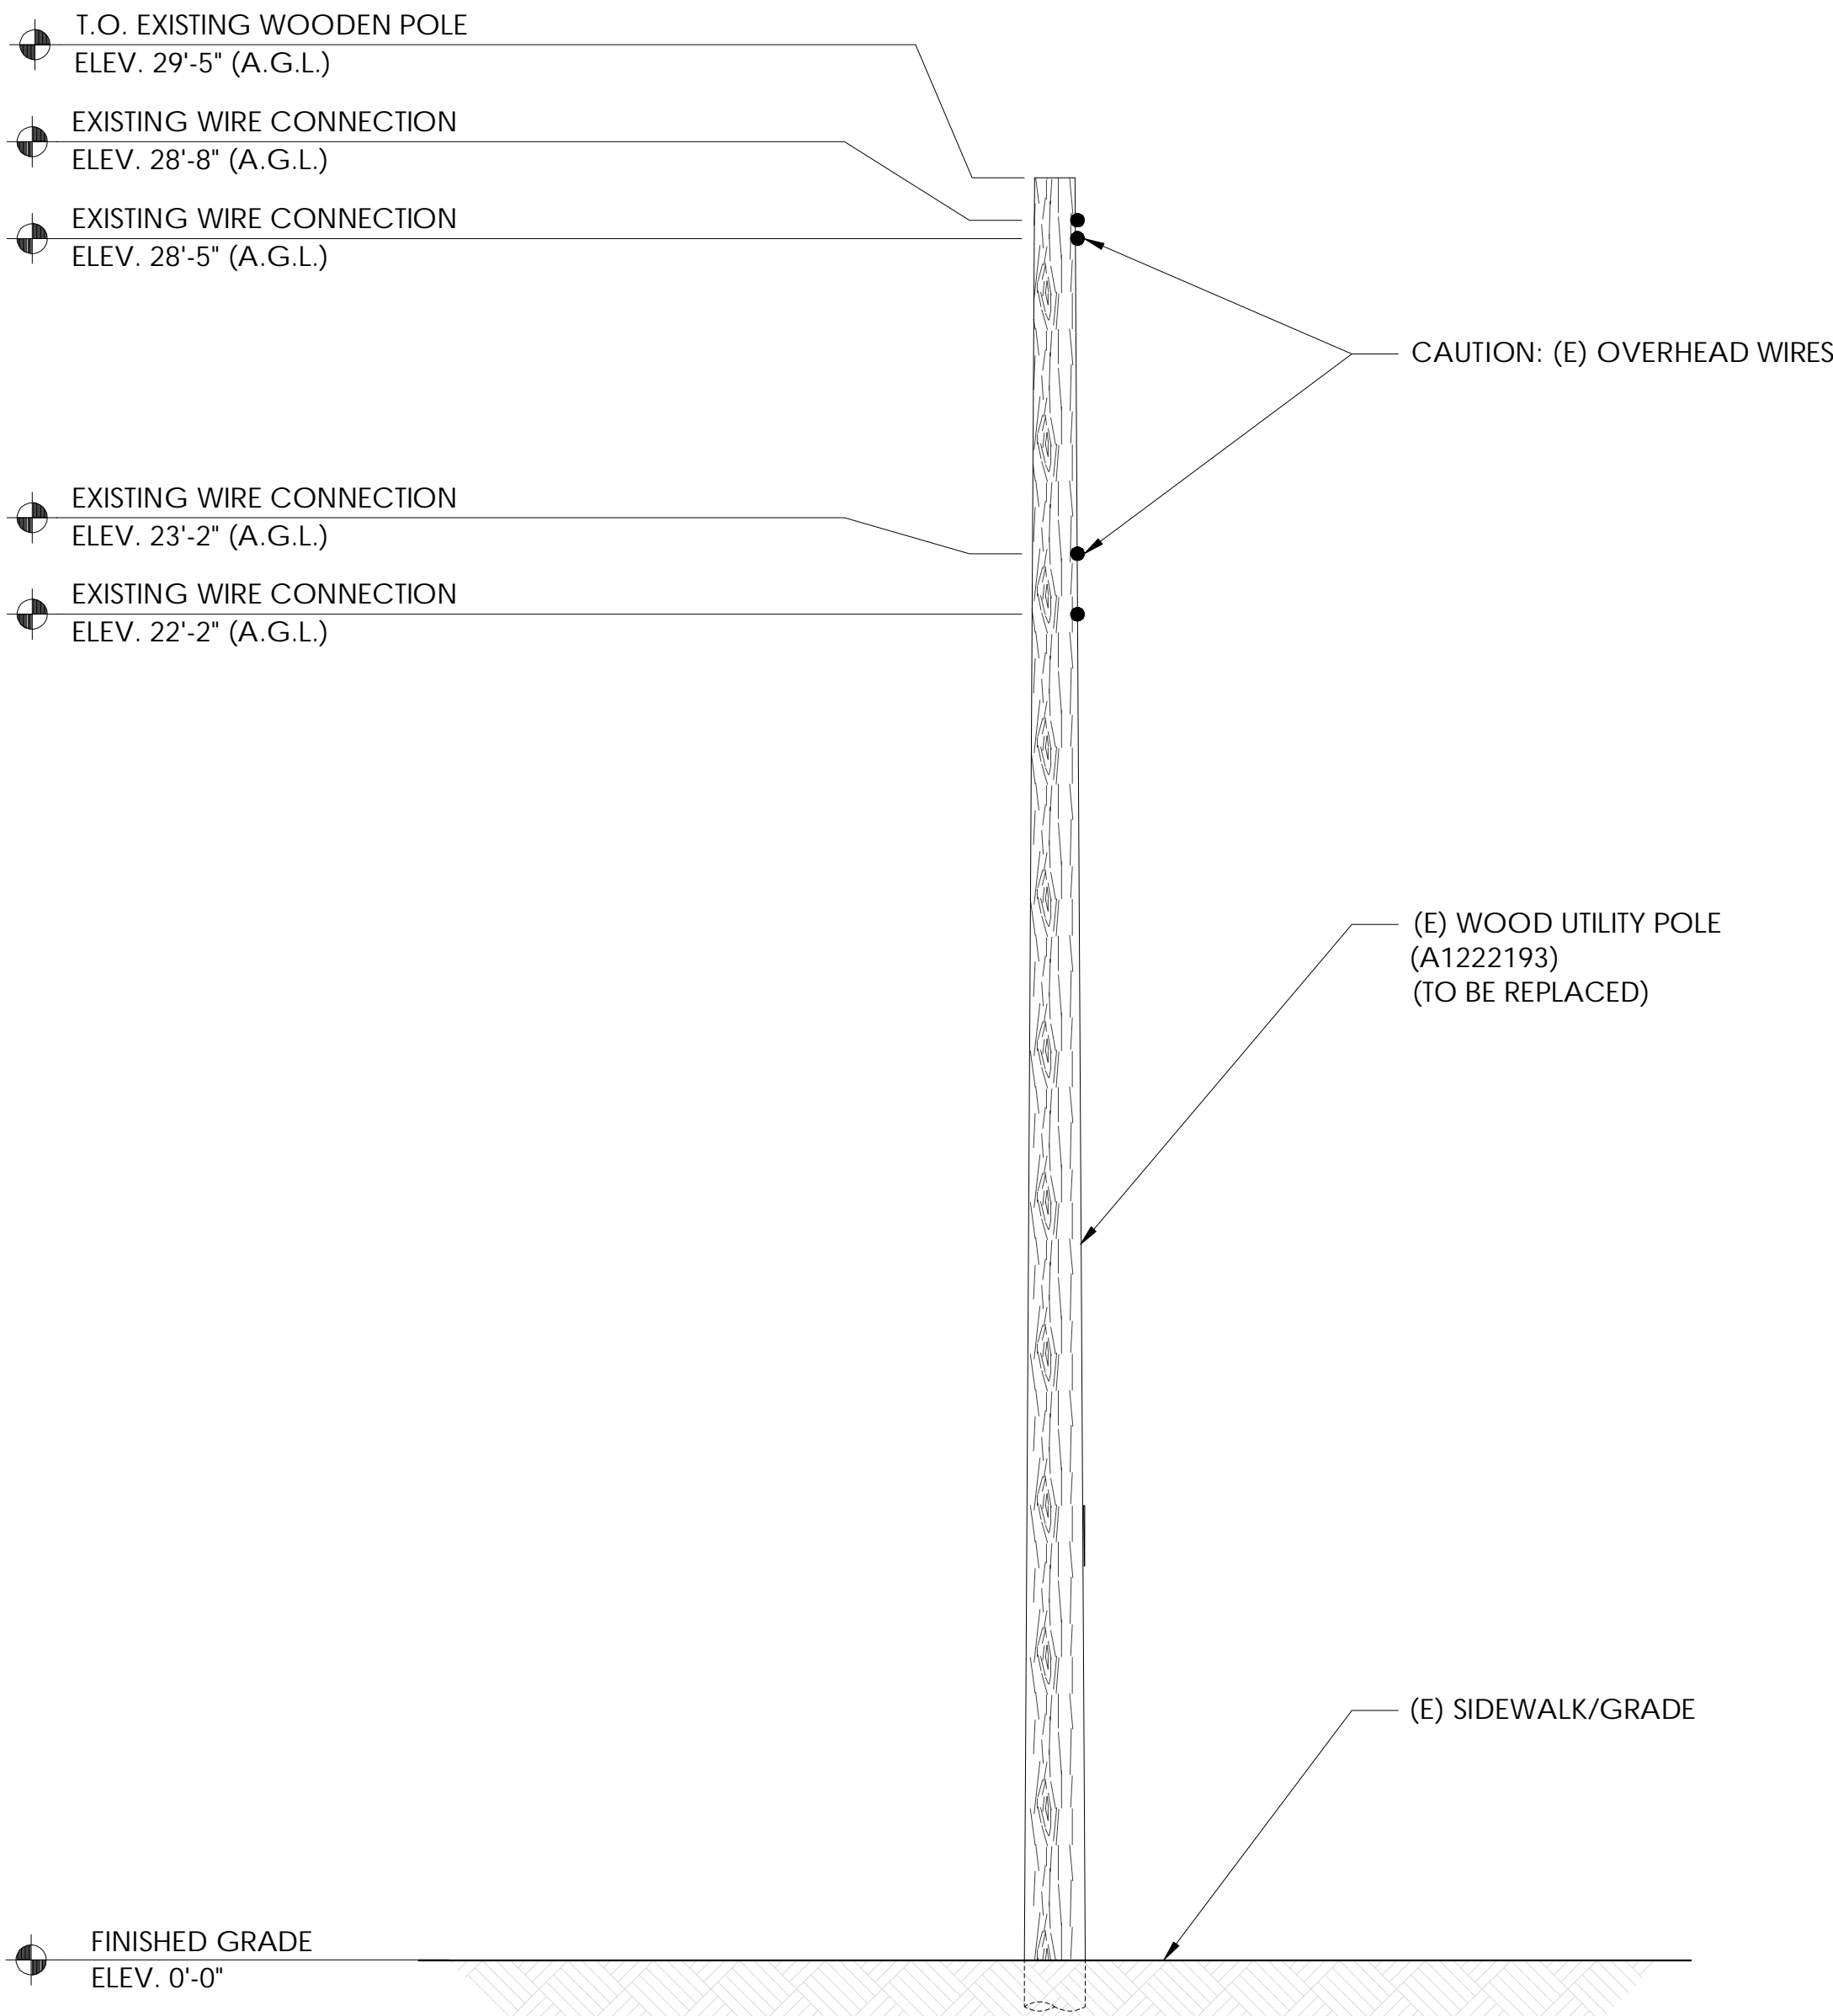 T.O. EXISTING WOODEN POLE
ELEV. 29'-5" (A.G.L.)
EXISTING WIRE CONNECTION
ELEV. 28'-8" (A.G.L.)
EXISTING WIRE CONNECTION
ELEV. 28'-5" (A.G.L.)
CAUTION: (E) OVERHEAD WIRES
EXISTING WIRE CONNECTION
ELEV. 23'-2" (A.G.L.)
EXISTING WIRE CONNECTION
ELEV. 22'-2" (A.G.L.)
(E) WOOD UTILITY POLE
(A1222193)
(TO BE REPLACED)
(E) SIDEWALK/GRADE
FINISHED GRADE
ELEV. 0'-0"